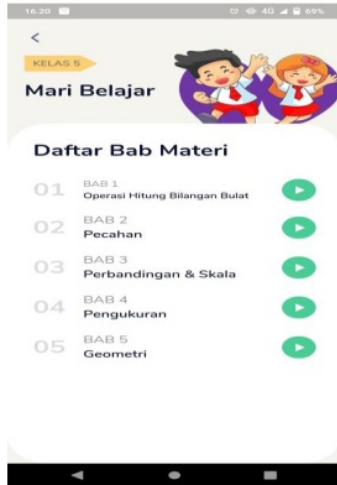 16.20
4G 69%
KELAS 5
Mari Belajar
Daftar Bab Materi
01
BAB 1
Operasi Hitung Bilangan Bulat
02
BAB 2
Pecahan
03
BAB 3
Perbandingan & Skala
04
BAB 4
Pengukuran
05
BAB 5
Geometri